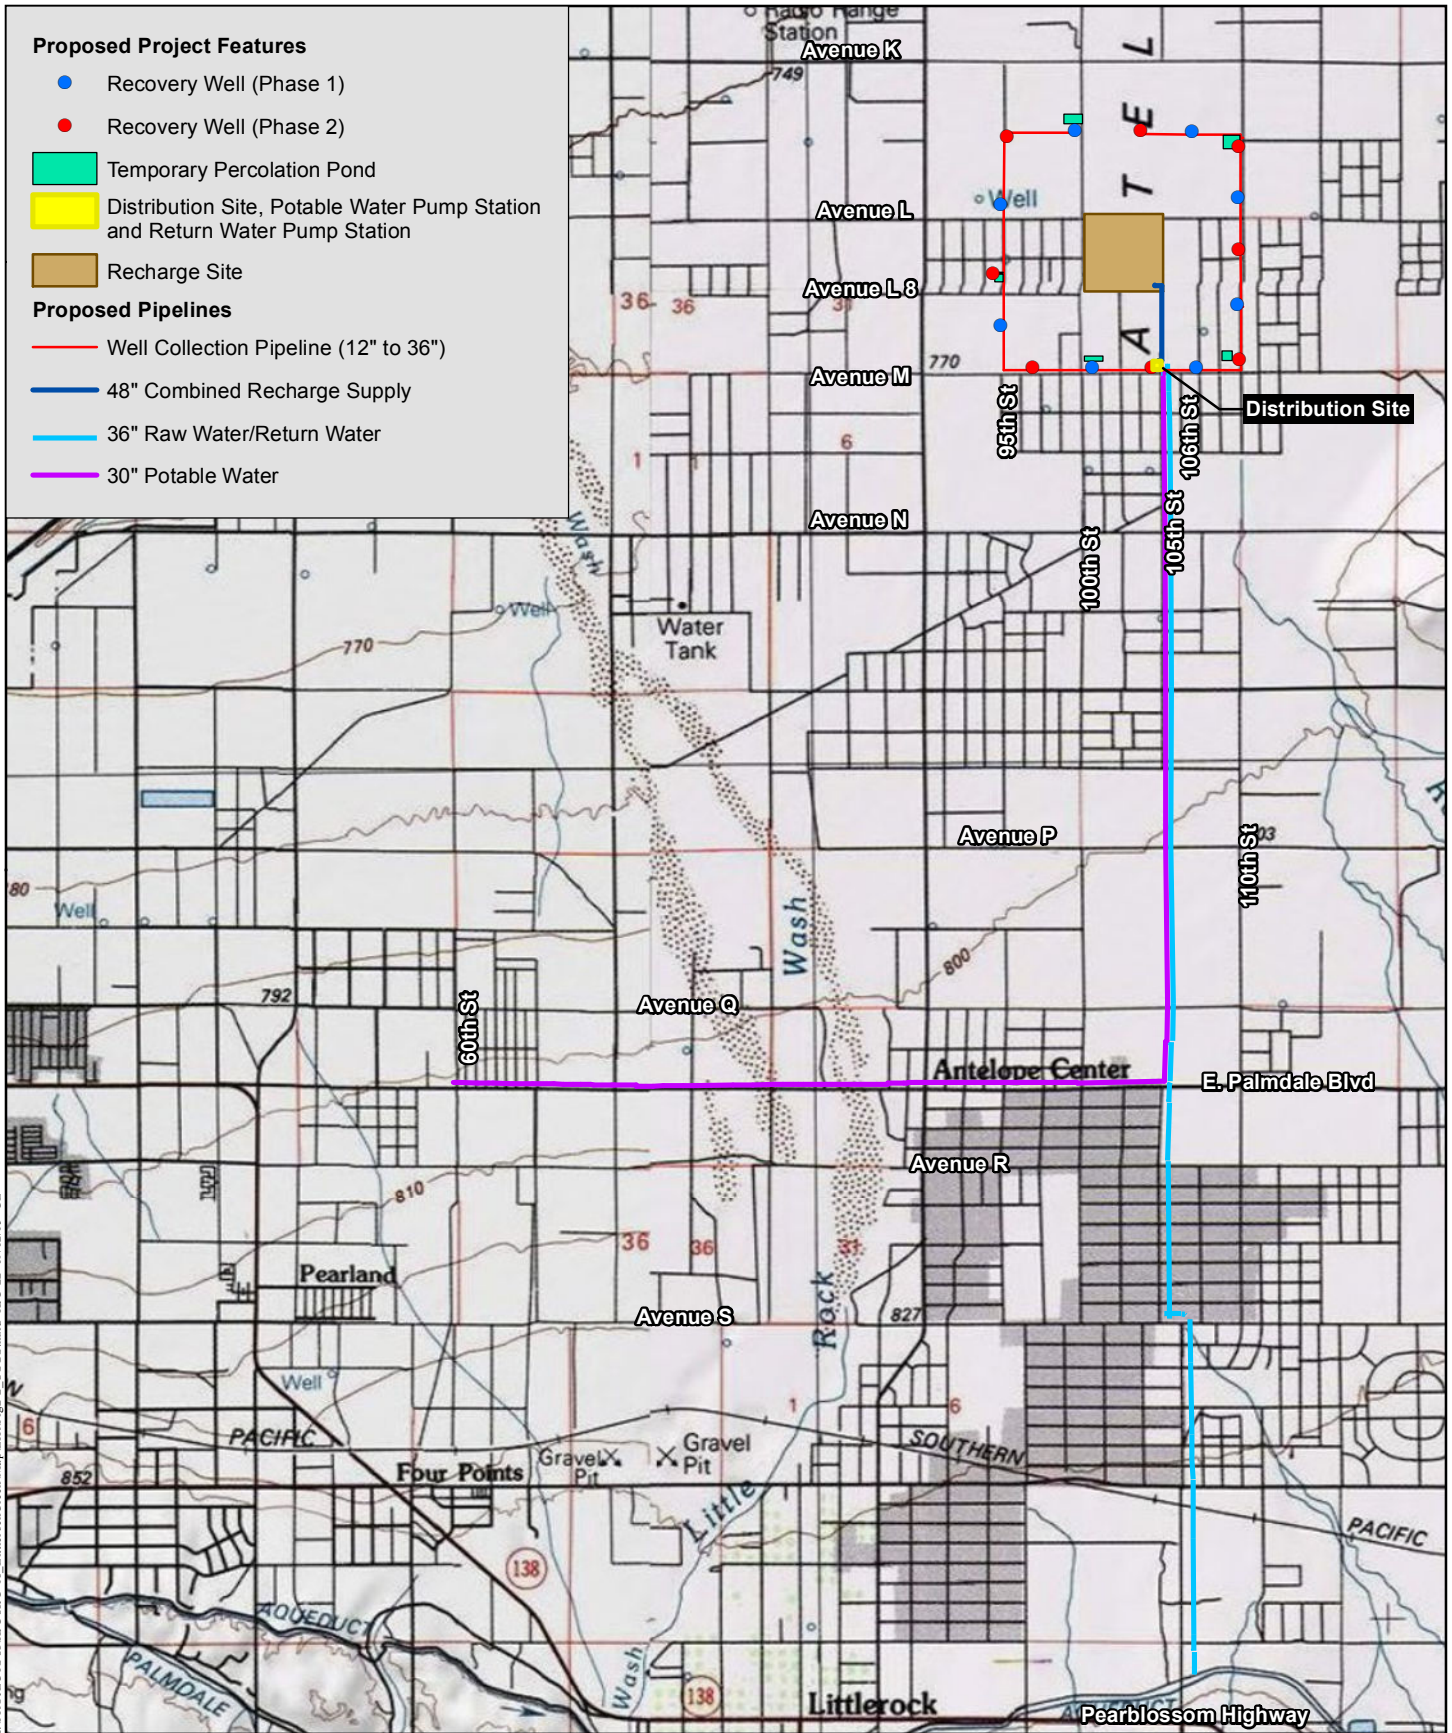 Proposed Project Features
Recovery Well (Phase 1)
Recovery Well (Phase 2)
Temporary Percolation Pond
Distribution Site, Potable Water Pump Station
and Return Water Pump Station
Recharge Site
Proposed Pipelines
Well Collection Pipeline (12" to 36")
48" Combined Recharge Supply
36" Raw Water/Return Water
30" Potable Water
Radio Range
Station
Avenue K
749
L
E
T
A
Well
Avenue L
Avenue L 8
36
36
31
Avenue M
770
95th St
106th St
Distribution Site
1
6
Avenue N
Wash
100th St
105th St
Well
Water
Tank
770
Avenue P
110th St
03
80
Well
Wash
800
792
60th St
Avenue Q
Antelope Center
E. Palmdale Blvd
Avenue R
810
36
36
31
Pearland
Avenue S
827
Rock
Well
6
1
6
PACIFIC
SOUTHERN
Gravel
Pit
Gravel
Pit
852
Four Points
Little
PACIFIC
138
AQUEDUCT
PALMDALE
Wash
138
Littlerock
AQUEDUCT
Pearblossom Highway